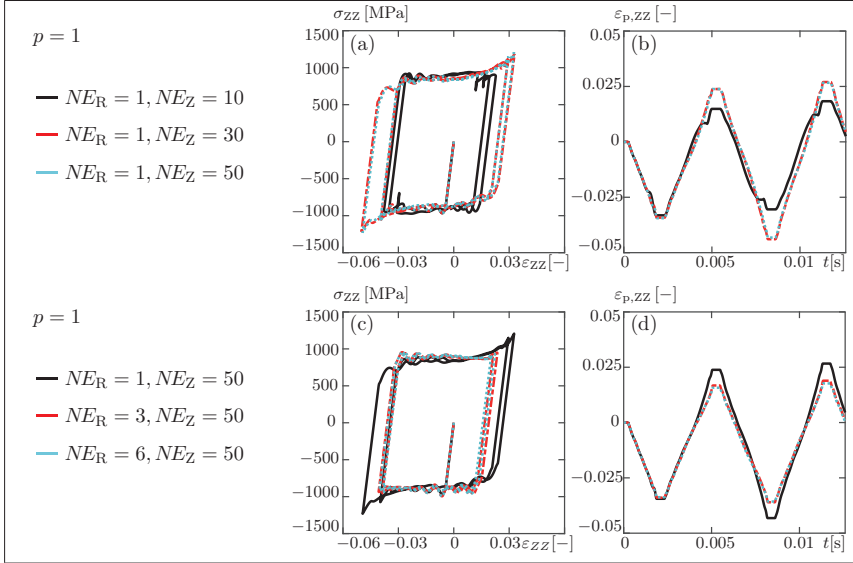 p = 1
NE_R = 1, NE_Z = 10
NE_R = 1, NE_Z = 30
NE_R = 1, NE_Z = 50
σ_ZZ [MPa]
(a)
1500
1000
500
0
−500
−1000
−1500
−0.06 −0.03 0 0.03 ε_ZZ [−]
ε_p,ZZ [−]
(b)
0.05
0.025
0
−0.025
−0.05
0 0.005 0.01 t [s]
p = 1
NE_R = 1, NE_Z = 50
NE_R = 3, NE_Z = 50
NE_R = 6, NE_Z = 50
σ_ZZ [MPa]
(c)
1500
1000
500
0
−500
−1000
−1500
−0.06 −0.03 0 0.03 ε_ZZ [−]
ε_p,ZZ [−]
(d)
0.05
0.025
0
−0.025
−0.05
0 0.005 0.01 t [s]